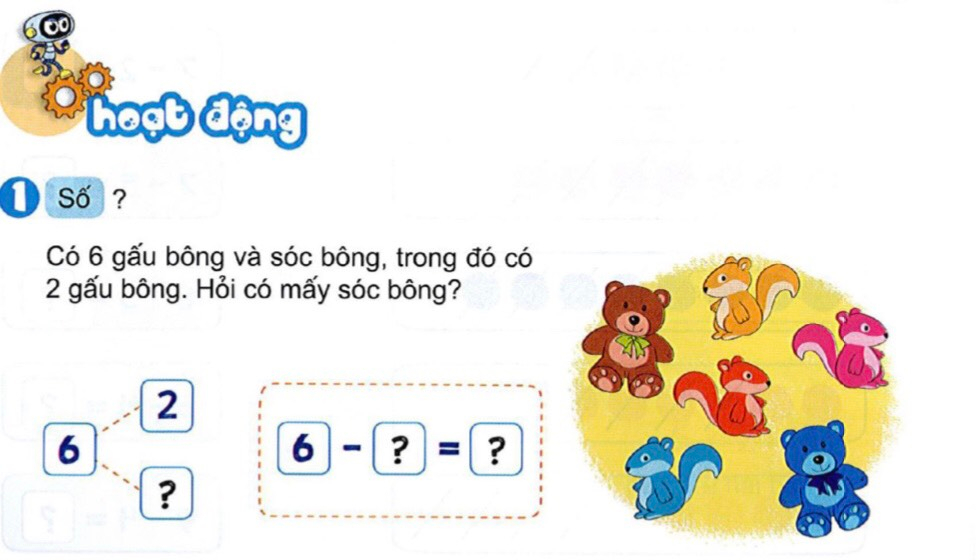 hoạt động
1 Số ?
Có 6 gấu bông và sóc bông, trong đó có
2 gấu bông. Hỏi có mấy sóc bông?
2
6
?
6 - ? = ?